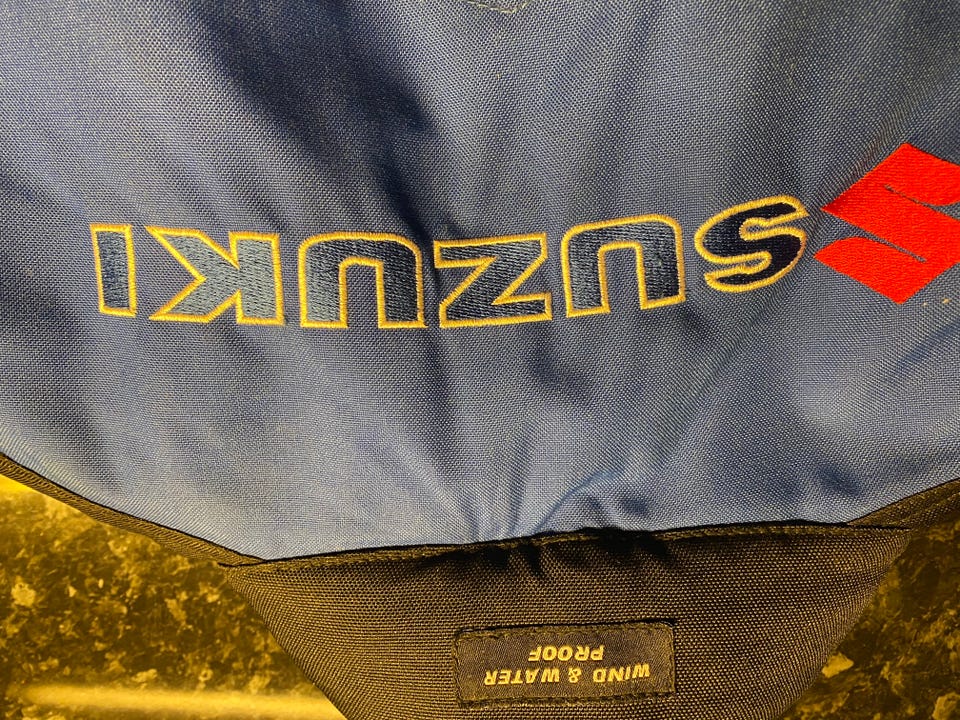 SUZUKI
WIND & WATER
PROOF